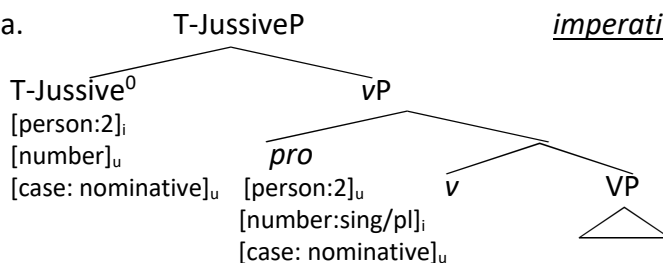 a. T-JussiveP imperati
T-Jussive⁰ vP
[person:2]ᵢ
[number]ᵤ pro v VP
[case: nominative]ᵤ [person:2]ᵤ
[number:sing/pl]ᵢ
[case: nominative]ᵤ